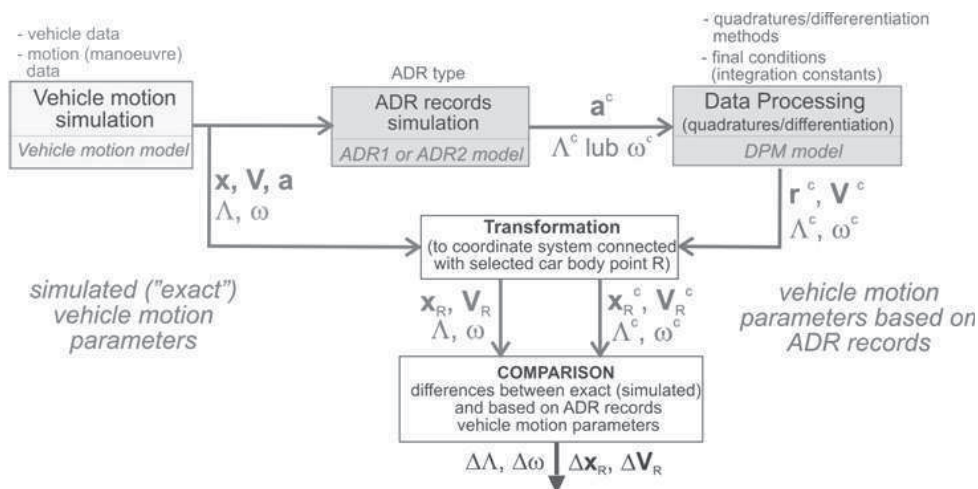 - vehicle data
- motion (manoeuvre)
data
Vehicle motion
simulation
Vehicle motion model
ADR type
ADR records
simulation
ADR1 or ADR2 model
- quadratures/differerentiation
methods
- final conditions
(integration constants)
Data Processing
(quadratures/differentiation)
DPM model
a^c
Λ^c lub ω^c
x, V, a
Λ, ω
r^c, V^c
Λ^c, ω^c
Transformation
(to coordinate system connected
with selected car body point R)
simulated ("exact")
vehicle motion
parameters
x_R, V_R
Λ, ω
x_R^c, V_R^c
Λ^c, ω^c
vehicle motion
parameters based on
ADR records
COMPARISON
differences between exact (simulated)
and based on ADR records
vehicle motion parameters
ΔΛ, Δω
Δx_R, ΔV_R